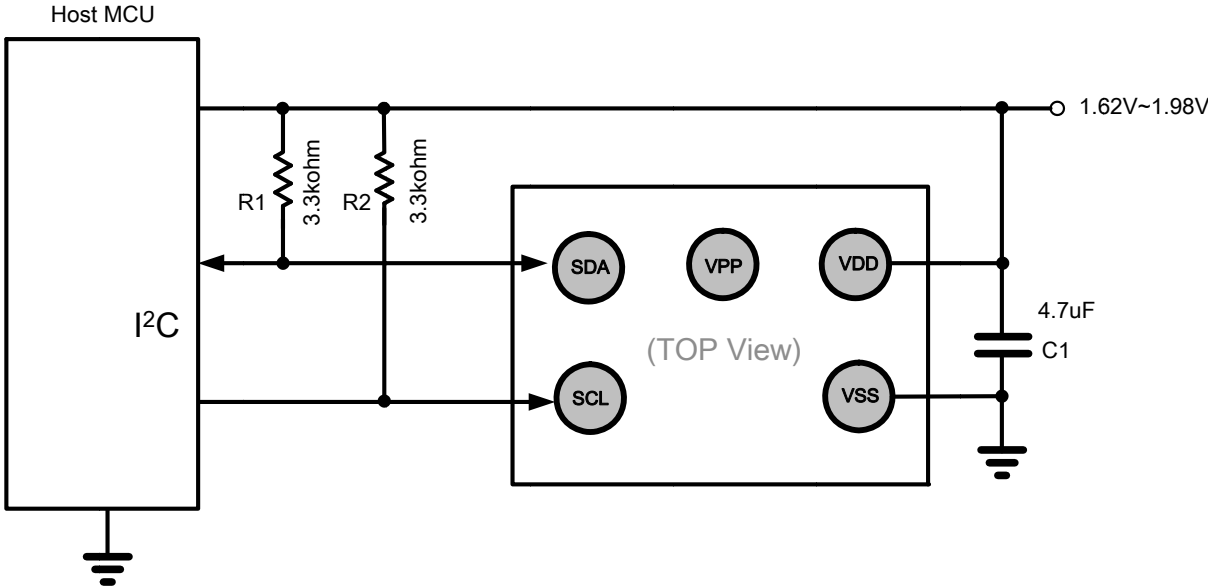 Host MCU
1.62V~1.98V
R1
3.3kohm
R2
3.3kohm
SDA
VPP
VDD
I²C
4.7uF
(TOP View)
C1
SCL
VSS